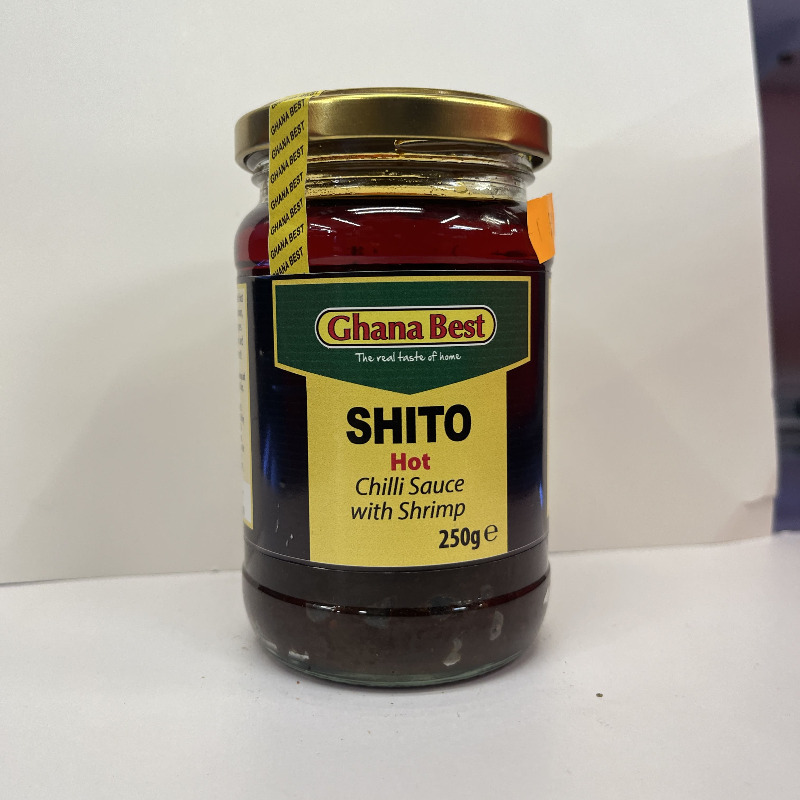 GHANA BEST
GHANA BEST
GHANA BEST
GHANA BEST
GHANA BEST
GHANA BEST
GHANA BEST
Ghana Best
The real taste of home
SHITO
Hot
Chilli Sauce
with Shrimp
250g ℮